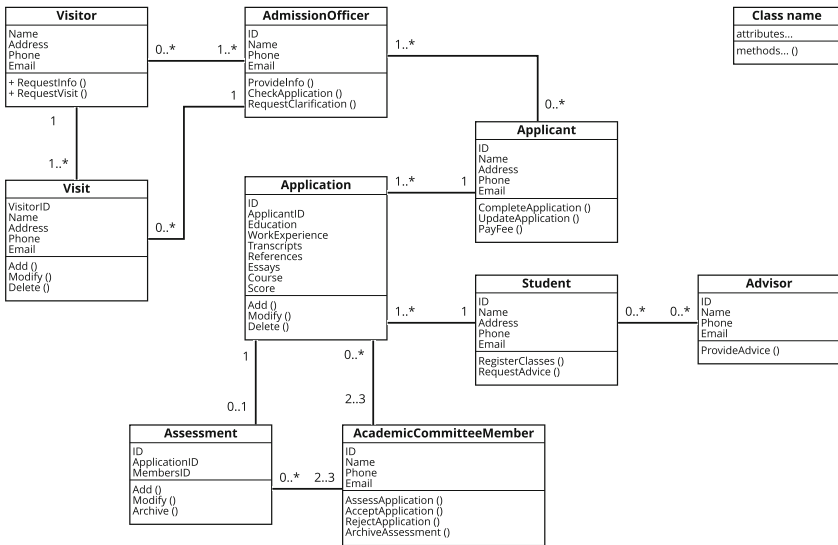 Visitor
Name
Address
Phone
Email
+ RequestInfo ()
+ RequestVisit ()
0..*
1..*
AdmissionOfficer
ID
Name
Phone
Email
ProvideInfo ()
CheckApplication ()
RequestClarification ()
1..*
0..*
Class name
attributes...
methods... ()
1
1..*
1
0..*
Visit
VisitorID
Name
Address
Phone
Email
Add ()
Modify ()
Delete ()
Applicant
ID
Name
Address
Phone
Email
CompleteApplication ()
UpdateApplication ()
PayFee ()
1..*
1
Application
ID
ApplicantID
Education
WorkExperience
Transcripts
References
Essays
Course
Score
Add ()
Modify ()
Delete ()
1..*
1
Student
ID
Name
Address
Phone
Email
RegisterClasses ()
RequestAdvice ()
0..*
0..*
Advisor
ID
Name
Phone
Email
ProvideAdvice ()
1
0..1
0..*
2..3
Assessment
ID
ApplicationID
MembersID
Add ()
Modify ()
Archive ()
0..*
2..3
AcademicCommitteeMember
ID
Name
Phone
Email
AssessApplication ()
AcceptApplication ()
RejectApplication ()
ArchiveAssessment ()